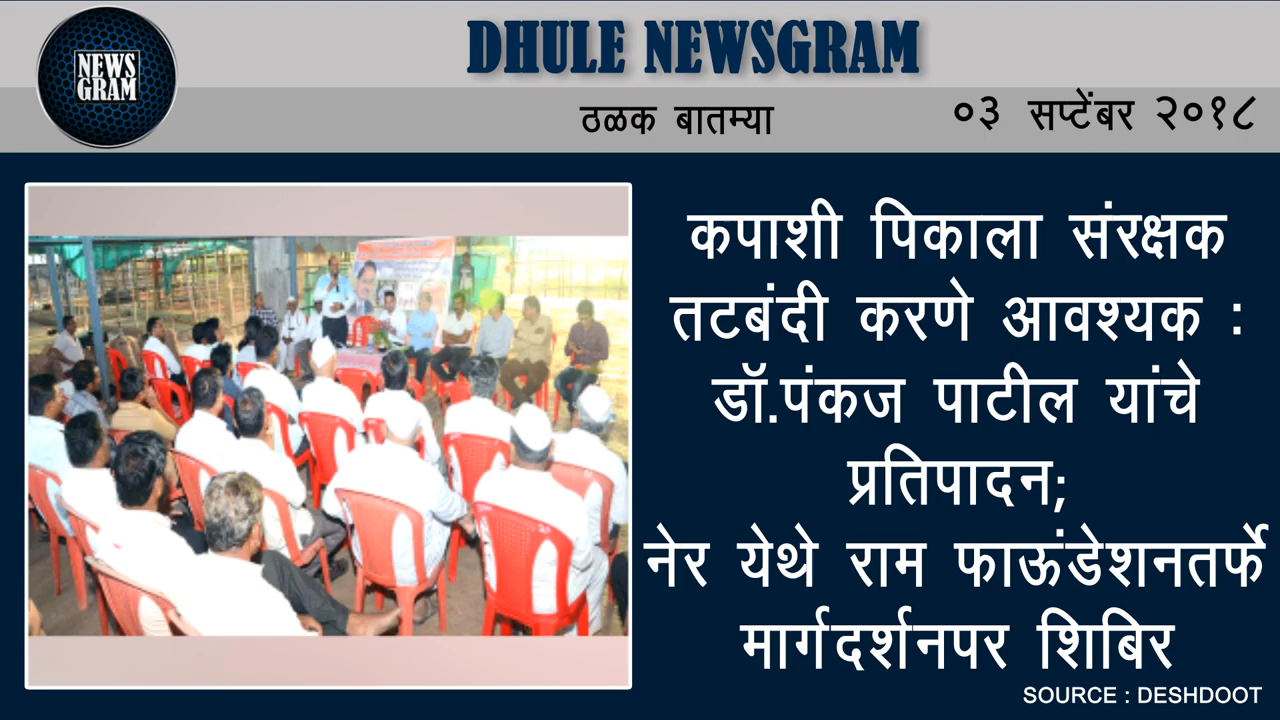 NEWS
GRAM
DHULE NEWSGRAM
ठळक बातम्या
०३ सप्टेंबर २०१८
कपाशी पिकाला संरक्षक
तटबंदी करणे आवश्यक :
डॉ.पंकज पाटील यांचे
प्रतिपादन;
नेर येथे राम फाऊंडेशनतर्फे
मार्गदर्शनपर शिबिर
SOURCE : DESHDOOT